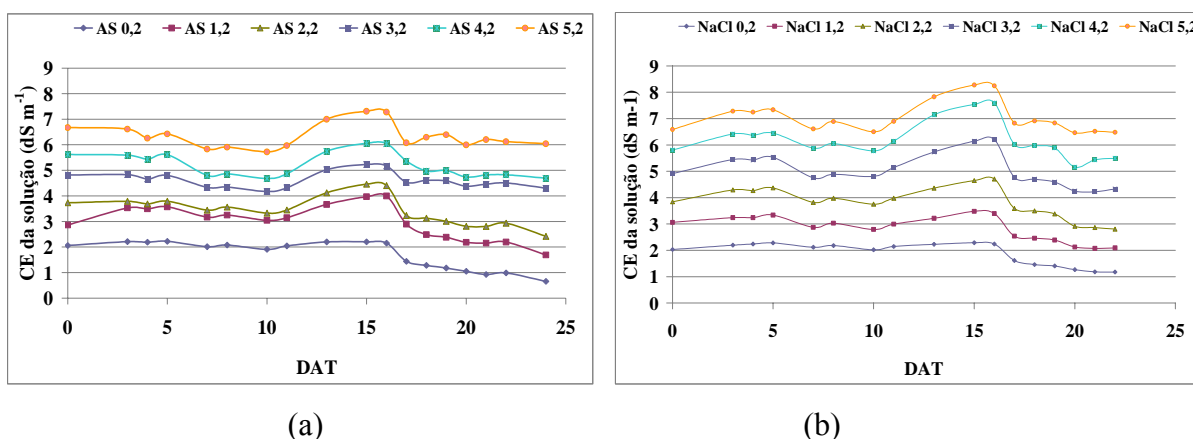 AS 0,2 AS 1,2 AS 2,2 AS 3,2 AS 4,2 AS 5,2
CE da solução (dS m-1)
9
8
7
6
5
4
3
2
1
0
0 5 10 15 20 25
DAT
(a)
NaCl 0,2 NaCl 1,2 NaCl 2,2 NaCl 3,2 NaCl 4,2 NaCl 5,2
CE da solução (dS m-1)
9
8
7
6
5
4
3
2
1
0
0 5 10 15 20 25
DAT
(b)